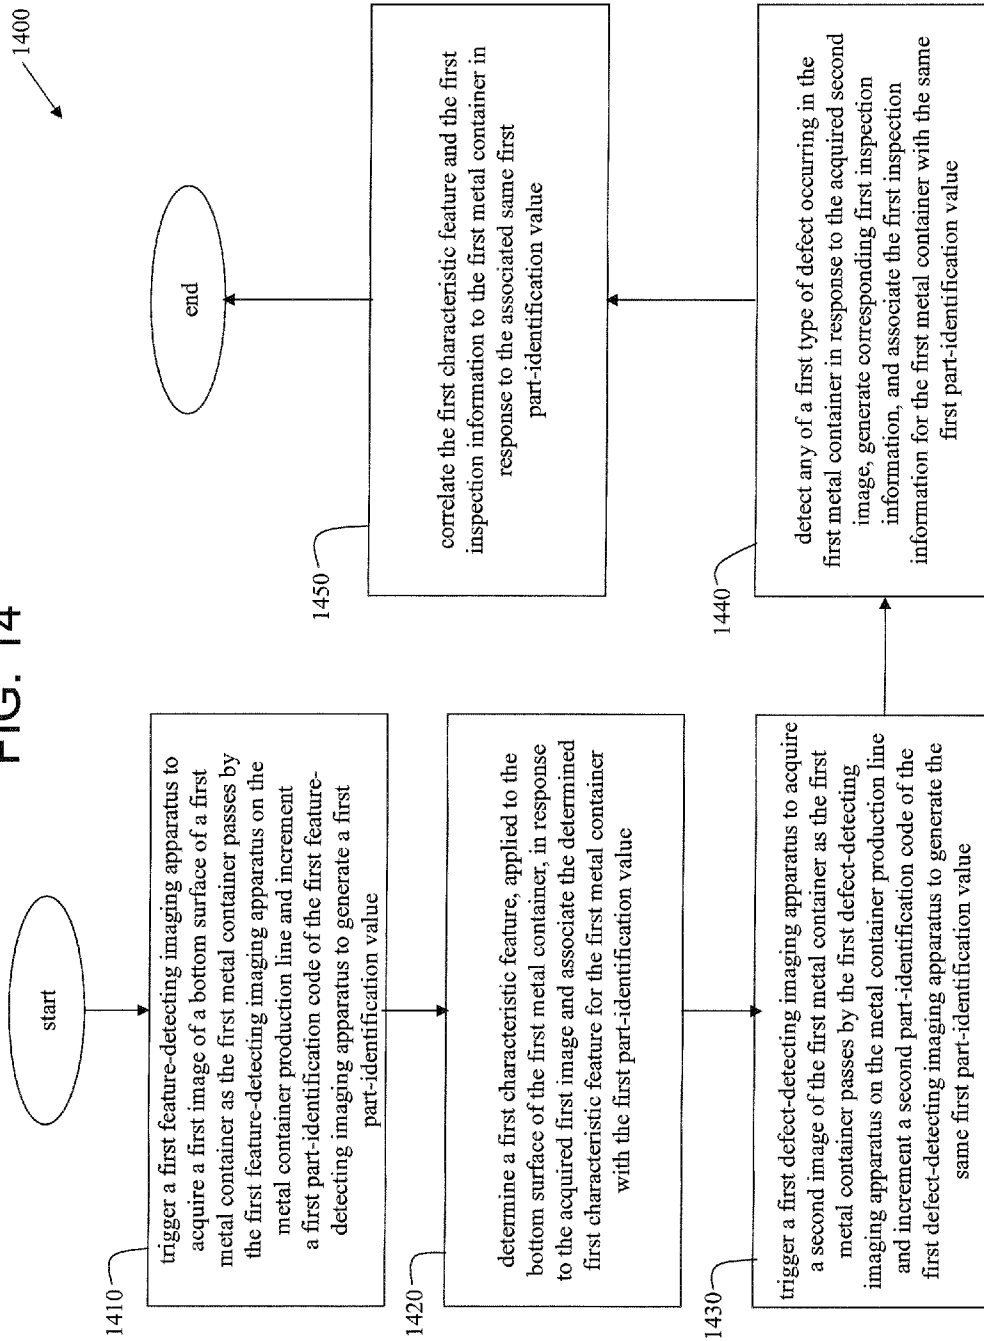 FIG. 14
1400
start
1410
trigger a first feature-detecting imaging apparatus to
acquire a first image of a bottom surface of a first
metal container as the first metal container passes by
the first feature-detecting imaging apparatus on the
metal container production line and increment
a first part-identification code of the first feature-
detecting imaging apparatus to generate a first
part-identification value
1420
determine a first characteristic feature, applied to the
bottom surface of the first metal container, in response
to the acquired first image and associate the determined
first characteristic feature for the first metal container
with the first part-identification value
1430
trigger a first defect-detecting imaging apparatus to acquire
a second image of the first metal container as the first
metal container passes by the first defect-detecting
imaging apparatus on the metal container production line
and increment a second part-identification code of the
first defect-detecting imaging apparatus to generate the
same first part-identification value
1440
detect any of a first type of defect occurring in the
first metal container in response to the acquired second
image, generate corresponding first inspection
information, and associate the first inspection
information for the first metal container with the same
first part-identification value
1450
correlate the first characteristic feature and the first
inspection information to the first metal container in
response to the associated same first
part-identification value
end